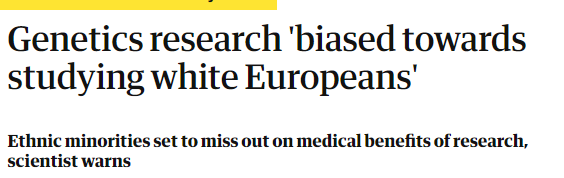 Genetics research 'biased towards
studying white Europeans'
Ethnic minorities set to miss out on medical benefits of research,
scientist warns